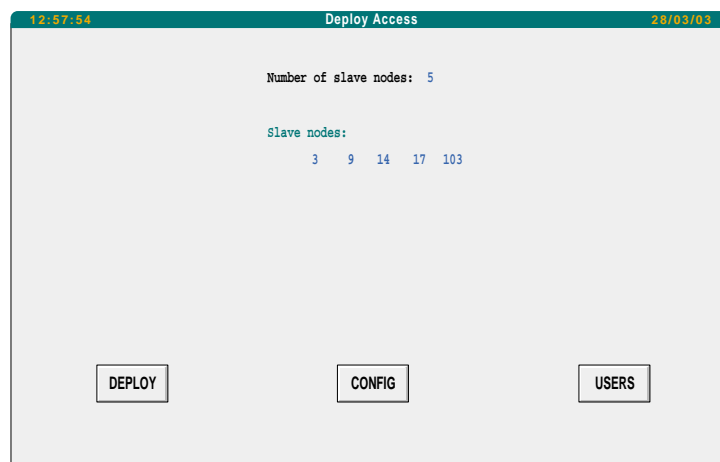 12:57:54 Deploy Access 28/03/03
Number of slave nodes: 5
Slave nodes:
3 9 14 17 103
DEPLOY CONFIG USERS